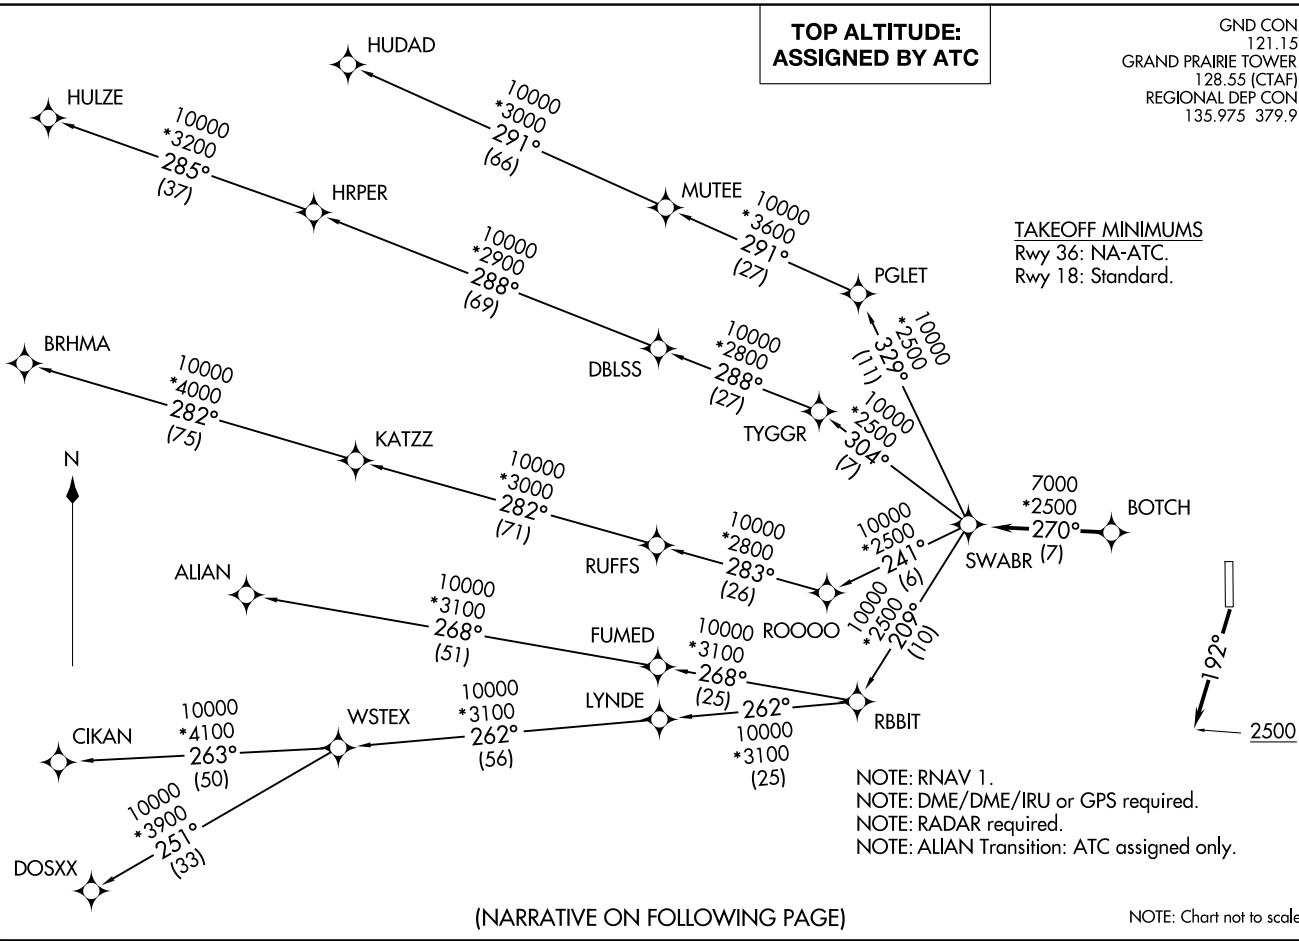 TOP ALTITUDE:
ASSIGNED BY ATC
GND CON
121.15
GRAND PRAIRIE TOWER
128.55 (CTAF)
REGIONAL DEP CON
135.975 379.9
HUDAD
10000
*3000
291°
(66)
HULZE
10000
*3200
285°
(37)
HRPER
MUTEE
10000
*3600
291°
(27)
TAKEOFF MINIMUMS
Rwy 36: NA-ATC.
Rwy 18: Standard.
10000
*2900
288°
(69)
PGLET
10000
*2500
329°
(11)
BRHMA
10000
*4000
282°
(75)
DBLSS
10000
*2800
288°
(27)
TYGGR
10000
*2500
304°
(7)
N
KATZZ
10000
*3000
282°
(71)
RUFFS
10000
*2800
283°
(26)
ROOOO
10000
*2500
241°
(6)
SWABR
7000
*2500
270°
(7)
BOTCH
ALIAN
10000
*3100
268°
(51)
FUMED
10000
*3100
268°
(25)
10000
*2500
209°
(10)
192°
2500
CIKAN
10000
*4100
263°
(50)
WSTEX
10000
*3100
262°
(56)
LYNDE
262°
10000
*3100
(25)
RBBIT
DOSXX
10000
*3900
251°
(33)
NOTE: RNAV 1.
NOTE: DME/DME/IRU or GPS required.
NOTE: RADAR required.
NOTE: ALIAN Transition: ATC assigned only.
(NARRATIVE ON FOLLOWING PAGE)
NOTE: Chart not to scale